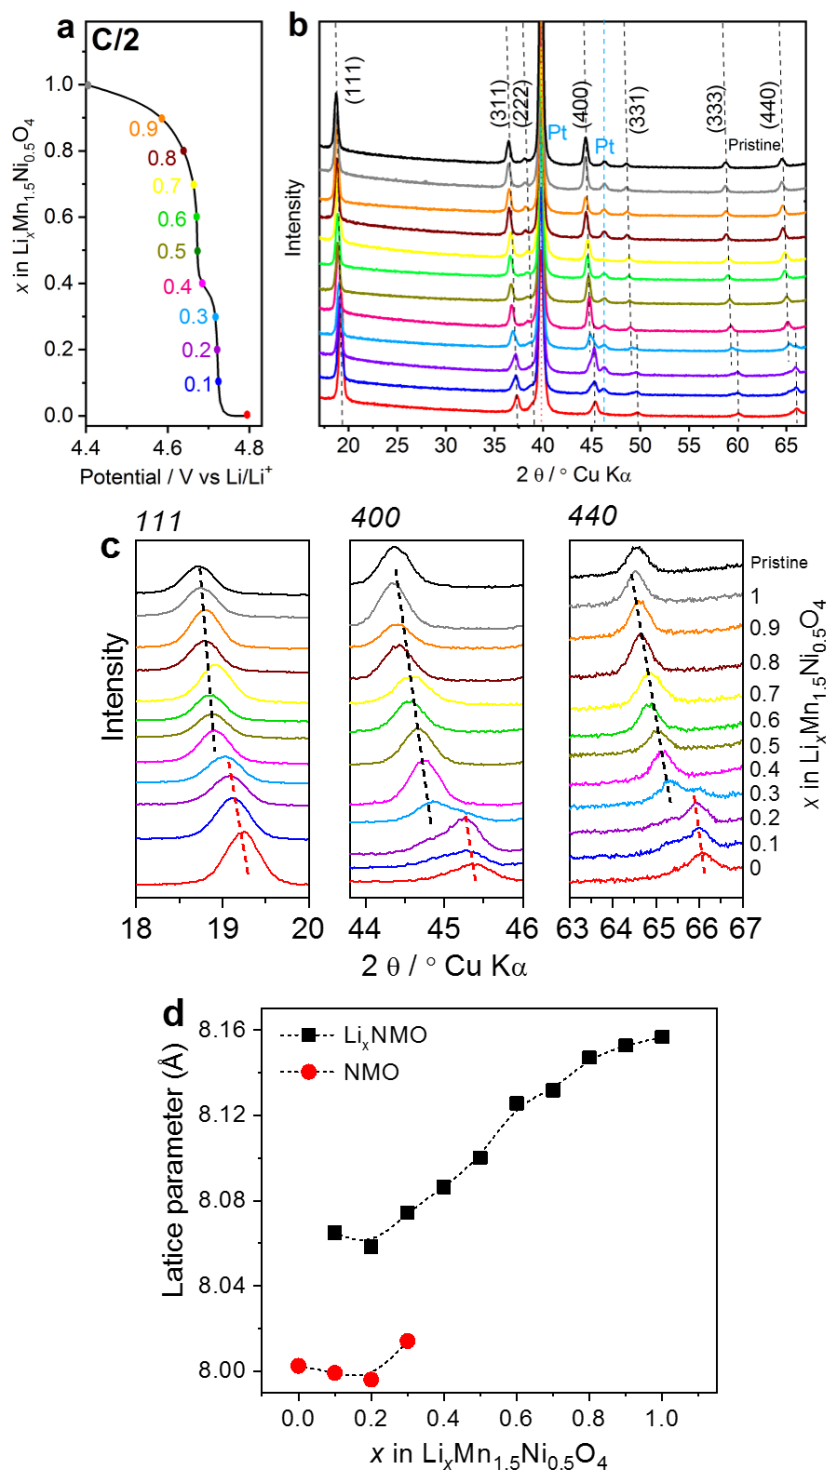 a
C/2
x in LixMn1.5Ni0.5O4
1.0
0.8
0.6
0.4
0.2
0.0
0.9
0.8
0.7
0.6
0.5
0.4
0.3
0.2
0.1
4.4
4.6
4.8
Potential / V vs Li/Li+
b
Intensity
(111)
(311)
(222)
(400)
(331)
(333)
(440)
Pt
Pt
Pristine
20 25 30 35 40 45 50 55 60 65
2 θ / ° Cu Kα
c
111
400
440
Intensity
Pristine
1
0.9
0.8
0.7
0.6
0.5
0.4
0.3
0.2
0.1
0
x in LixMn1.5Ni0.5O4
18 19 20
44 45 46
63 64 65 66 67
2 θ / ° Cu Kα
d
LixNMO
NMO
Latice parameter (Å)
8.16
8.12
8.08
8.04
8.00
0.0 0.2 0.4 0.6 0.8 1.0
x in LixMn1.5Ni0.5O4